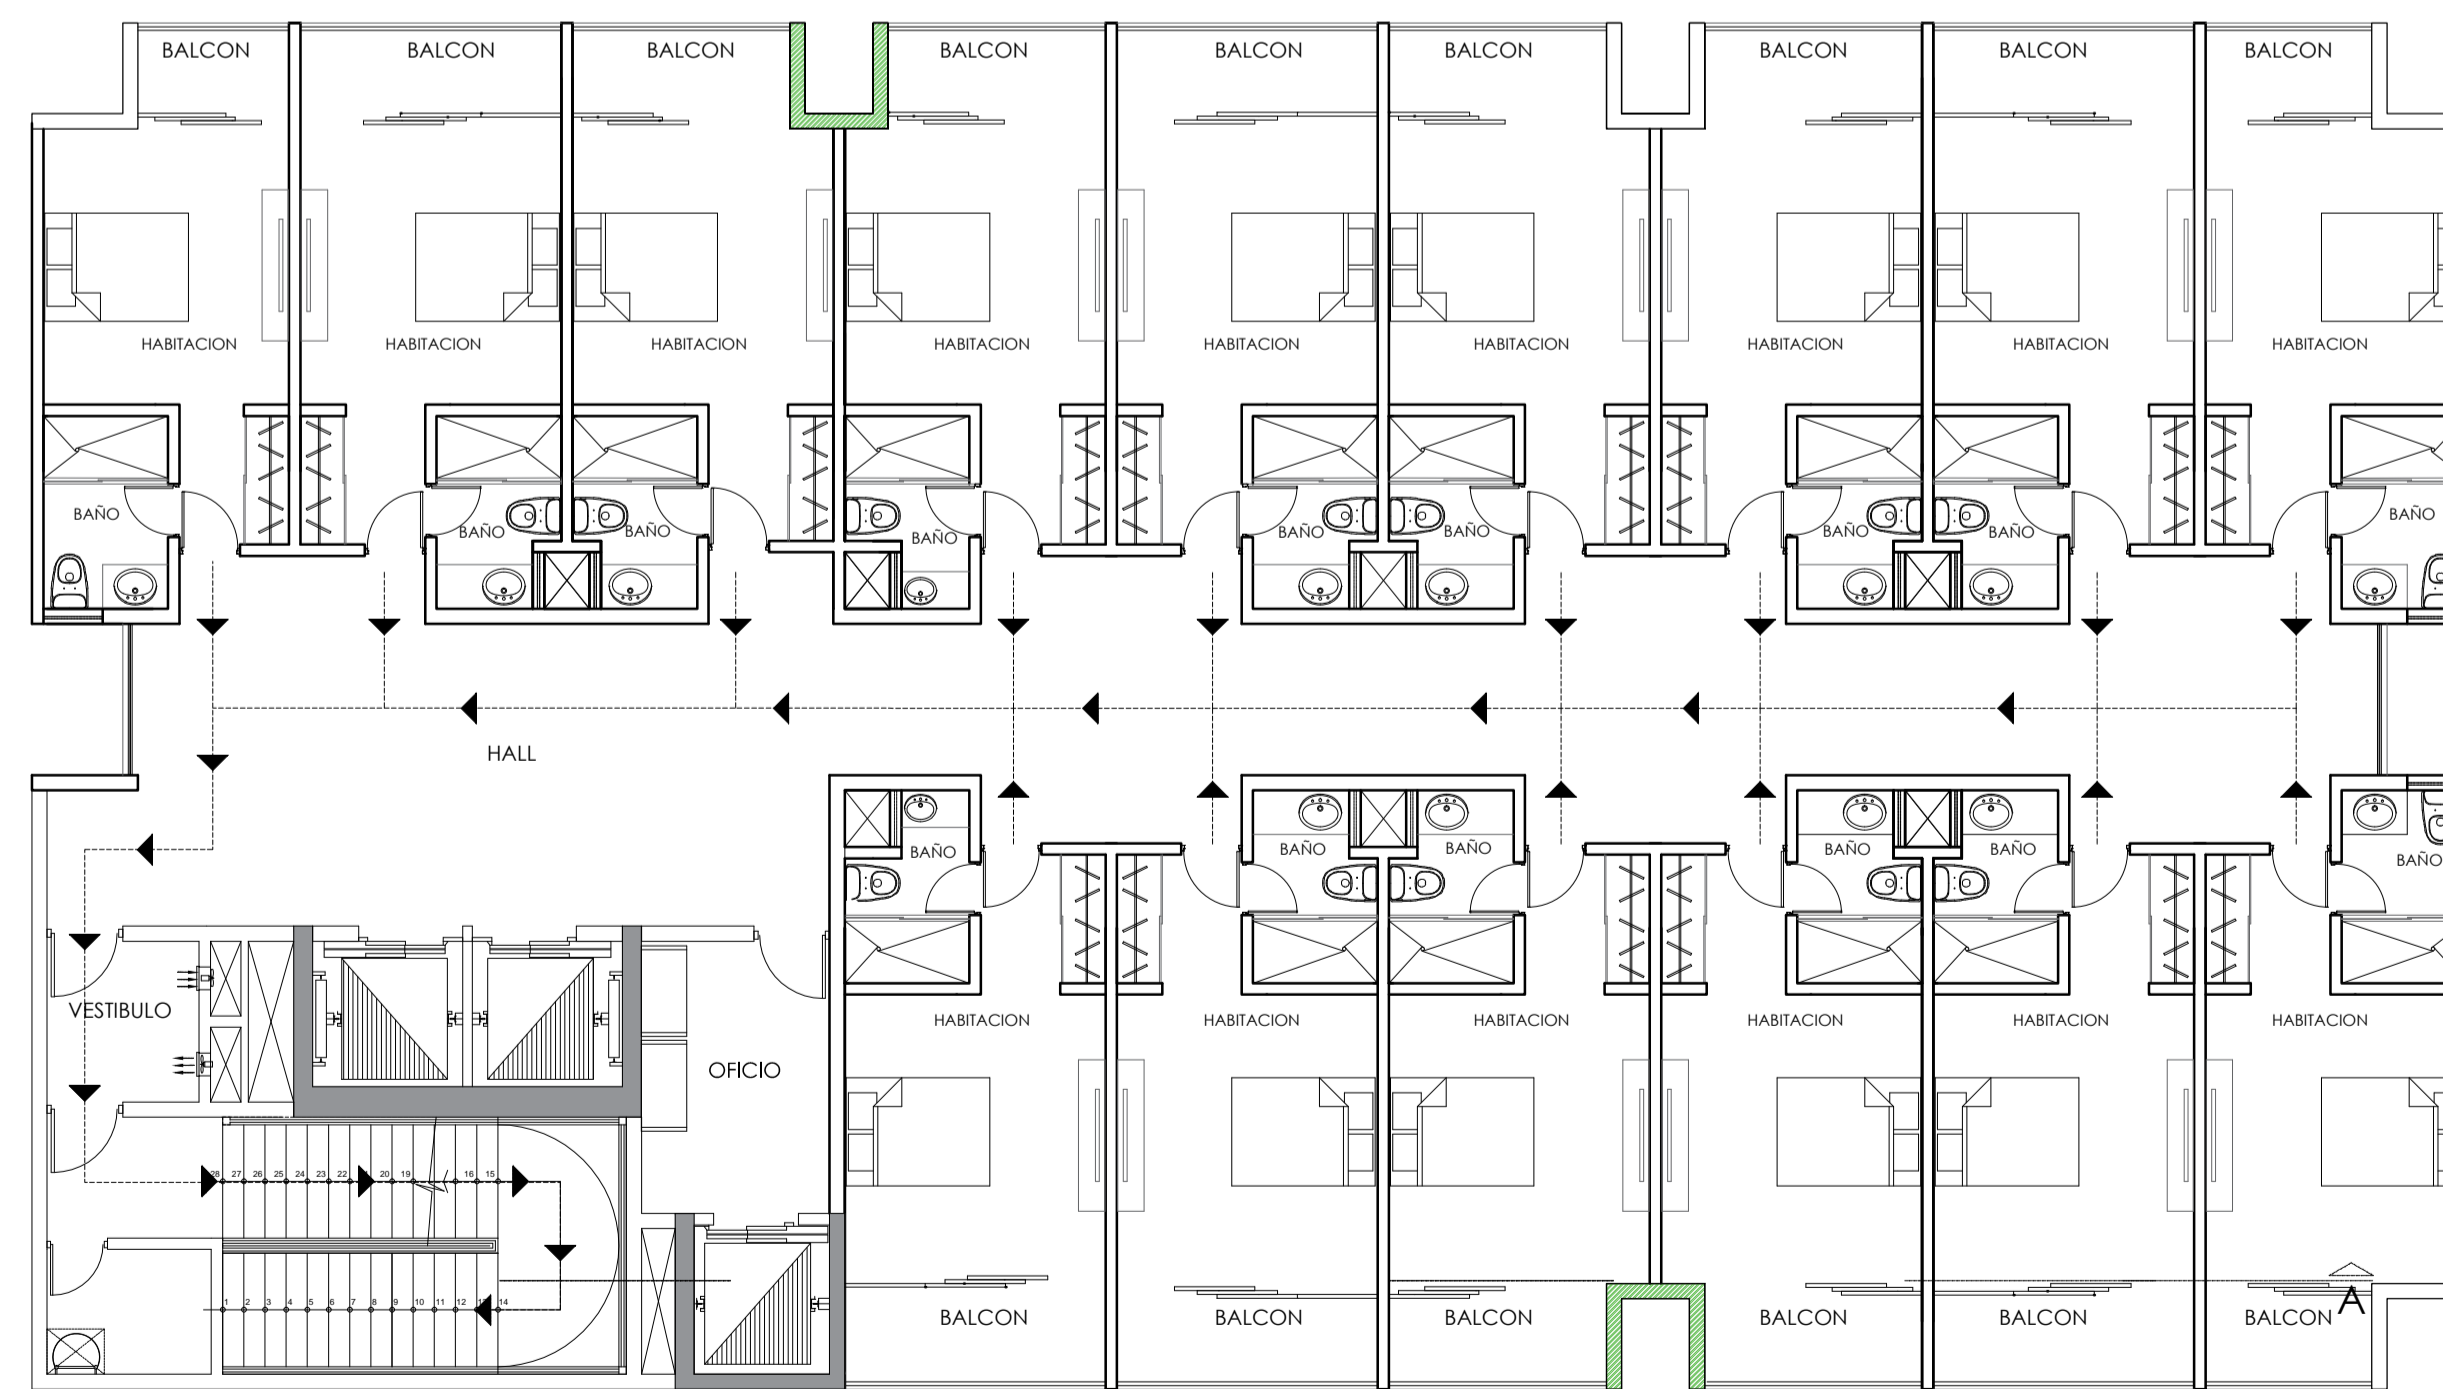 BALCON BALCON BALCON BALCON BALCON BALCON BALCON BALCON BALCON
HABITACION HABITACION HABITACION HABITACION HABITACION HABITACION HABITACION HABITACION HABITACION
BAÑO BAÑO BAÑO BAÑO BAÑO BAÑO BAÑO BAÑO BAÑO
HALL
BAÑO BAÑO BAÑO BAÑO BAÑO BAÑO
VESTIBULO
HABITACION HABITACION HABITACION HABITACION HABITACION HABITACION
OFICIO
28 27 26 25 24 23 22 20 19 16 15
1 2 3 4 5 6 7 8 9 10 11 12 14
BALCON BALCON BALCON BALCON BALCON BALCON A